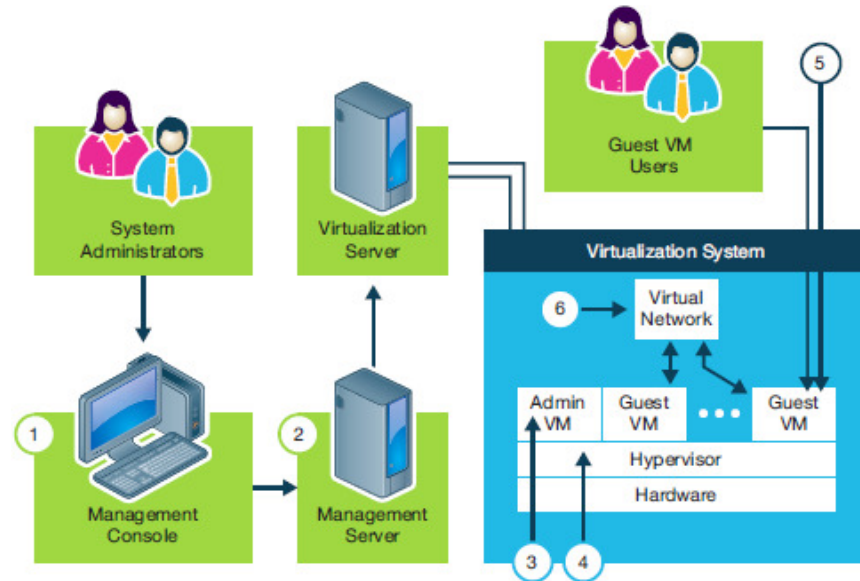 5
Guest VM
Users
System
Administrators
Virtualization
Server
Virtualization System
6
Virtual
Network
Admin
VM
Guest
VM
Guest
VM
Hypervisor
Hardware
1
Management
Console
2
Management
Server
3
4